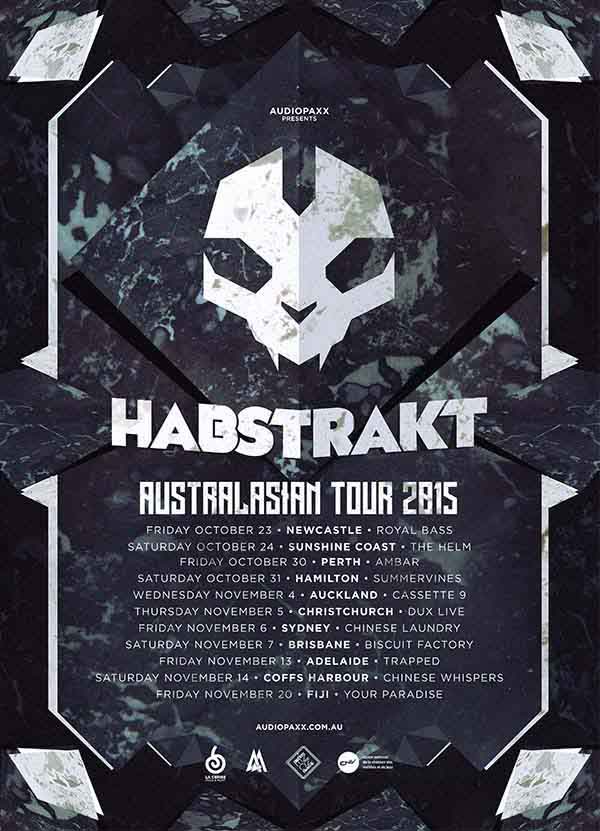 AUDIOPAXX
PRESENTS
HABSTRAKT
AUSTRALASIAN TOUR 2015
FRIDAY OCTOBER 23 • NEWCASTLE • ROYAL BASS
SATURDAY OCTOBER 24 • SUNSHINE COAST • THE HELM
FRIDAY OCTOBER 30 • PERTH • AMBAR
SATURDAY OCTOBER 31 • HAMILTON • SUMMERVINES
WEDNESDAY NOVEMBER 4 • AUCKLAND • CASSETTE 9
THURSDAY NOVEMBER 5 • CHRISTCHURCH • DUX LIVE
FRIDAY NOVEMBER 6 • SYDNEY • CHINESE LAUNDRY
SATURDAY NOVEMBER 7 • BRISBANE • BISCUIT FACTORY
FRIDAY NOVEMBER 13 • ADELAIDE • TRAPPED
SATURDAY NOVEMBER 14 • COFFS HARBOUR • CHINESE WHISPERS
FRIDAY NOVEMBER 20 • FIJI • YOUR PARADISE
AUDIOPAXX.COM.AU